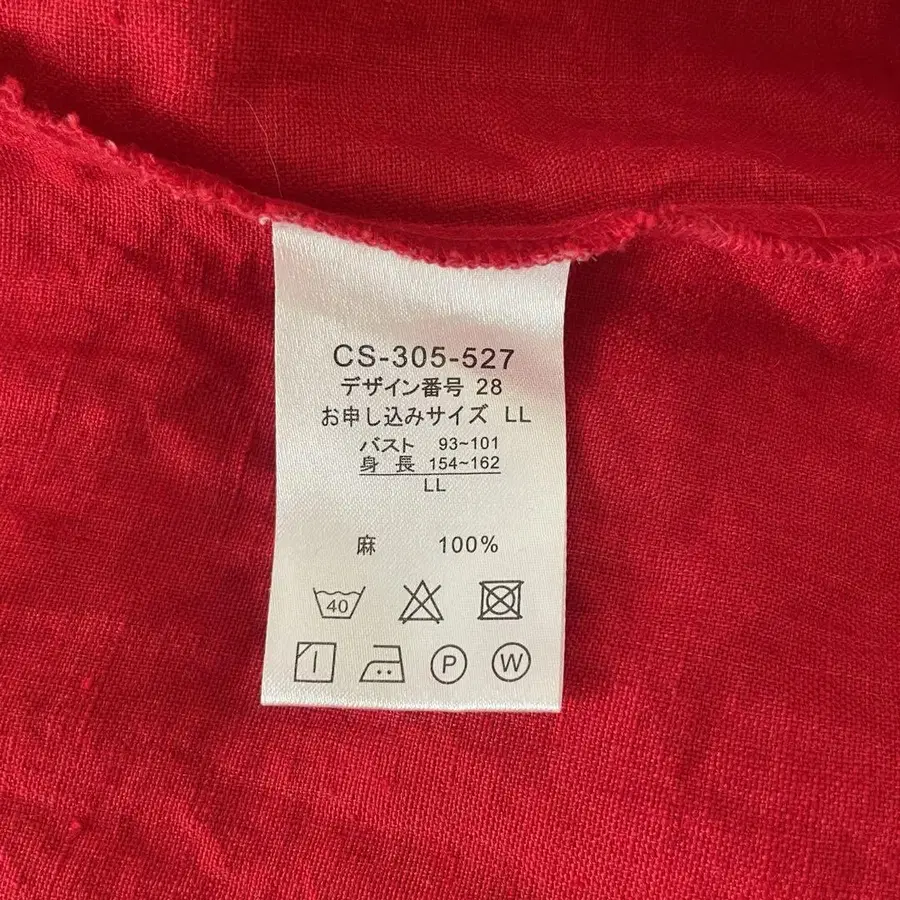 CS-305-527
デザイン番号 28
お申し込みサイズ LL
バスト 93~101
身 長 154~162
LL
麻 100%
40
P W